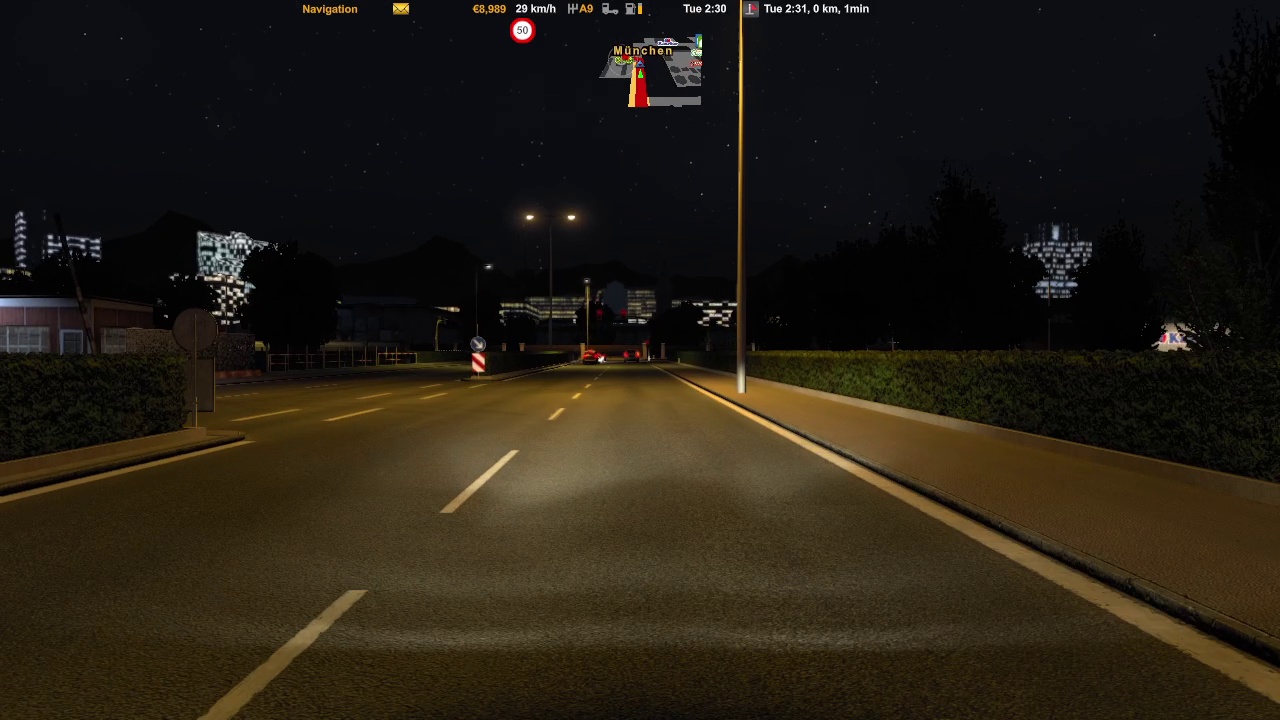 Navigation €8,989 29 km/h A9 Tue 2:30 Tue 2:31, 0 km, 1min
50
München